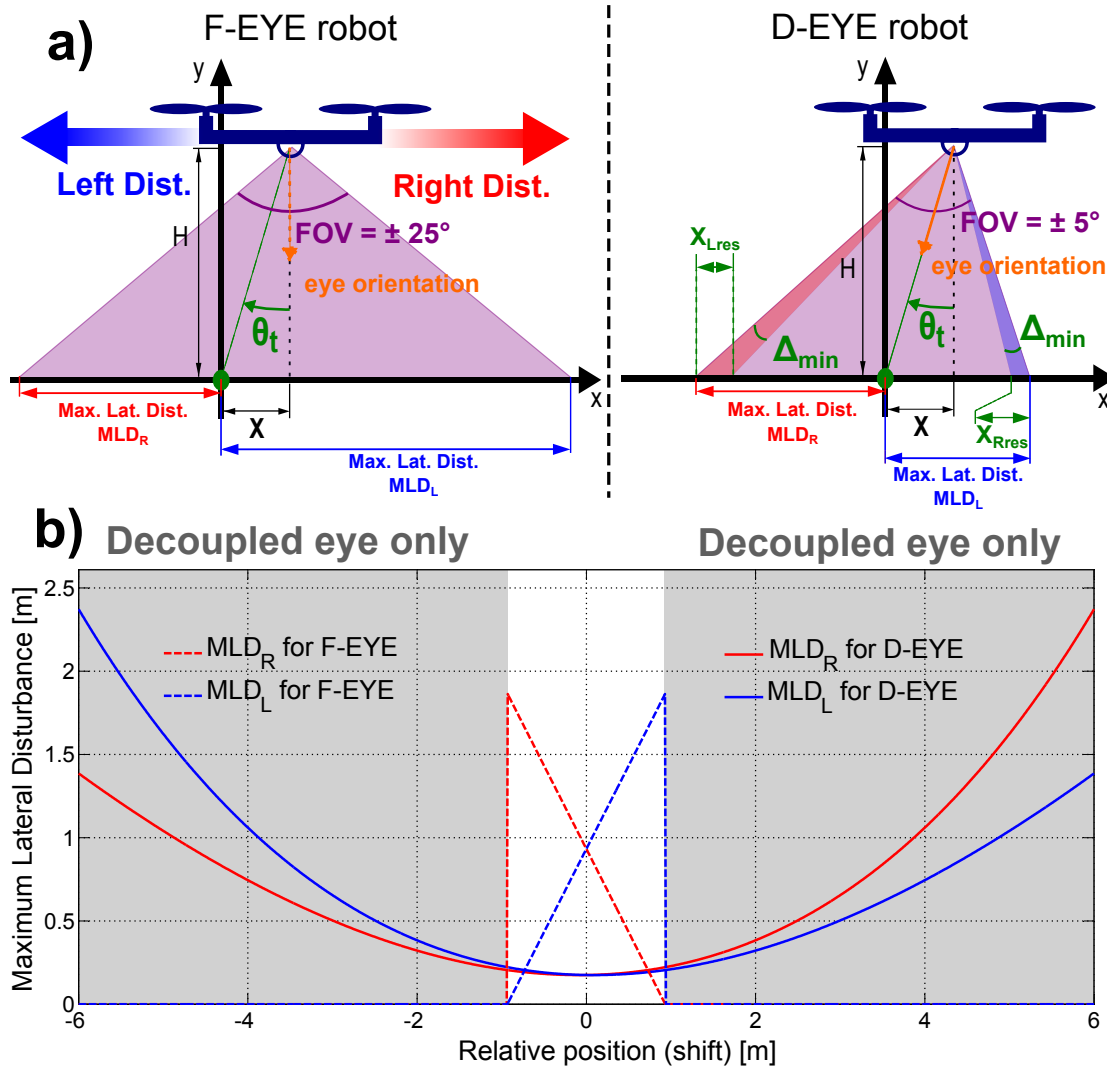 a)
F-EYE robot
D-EYE robot
y
y
Left Dist.
Right Dist.
H
FOV = ± 25°
eye orientation
θt
x
X
Max. Lat. Dist.
MLDR
Max. Lat. Dist.
MLDL
XLres
H
FOV = ± 5°
eye orientation
θt
Δmin
Δmin
x
X
XRres
Max. Lat. Dist.
MLDR
Max. Lat. Dist.
MLDL
b)
Decoupled eye only
Decoupled eye only
Maximum Lateral Disturbance [m]
2.5
2
1.5
1
0.5
0
MLDR for F-EYE
MLDL for F-EYE
MLDR for D-EYE
MLDL for D-EYE
-6
-4
-2
0
2
4
6
Relative position (shift) [m]